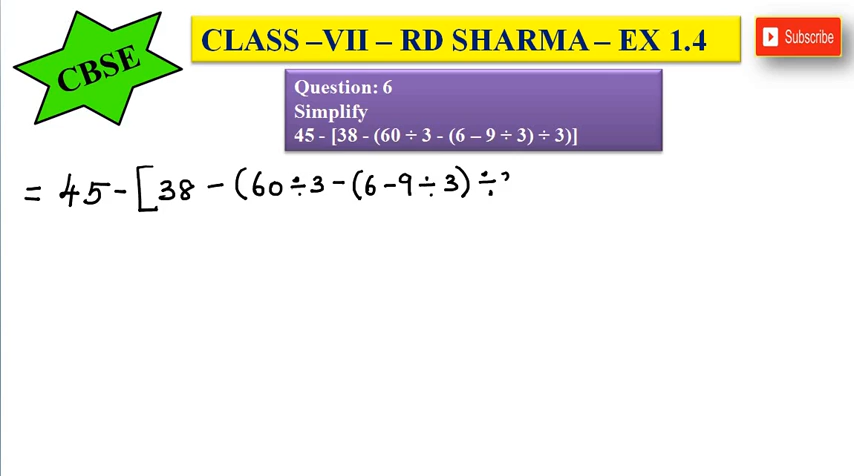 CBSE
CLASS –VII – RD SHARMA – EX 1.4
Subscribe
Question: 6
Simplify
45 - [38 - (60 ÷ 3 - (6 – 9 ÷ 3) ÷ 3)]
= 45 - [38 - (60 ÷ 3 - (6 - 9 ÷ 3) ÷